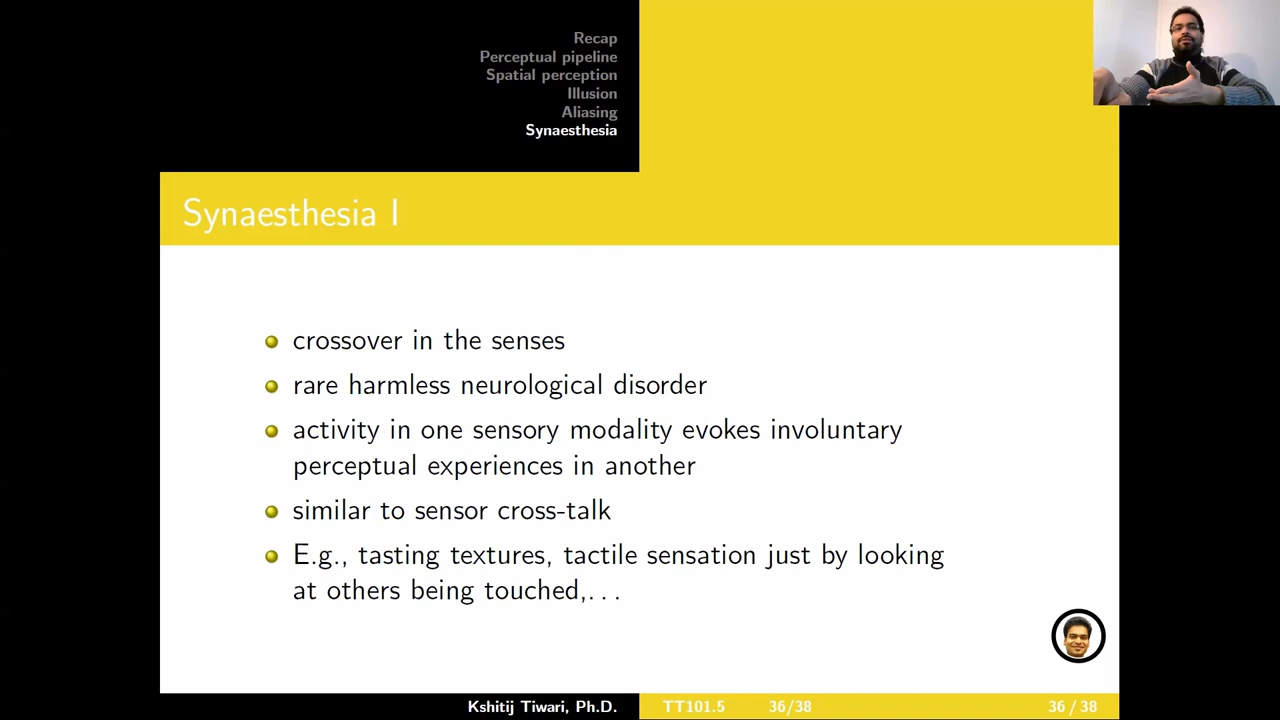 Recap
Perceptual pipeline
Spatial perception
Illusion
Aliasing
Synaesthesia
Synaesthesia I
crossover in the senses
rare harmless neurological disorder
activity in one sensory modality evokes involuntary
perceptual experiences in another
similar to sensor cross-talk
E.g., tasting textures, tactile sensation just by looking
at others being touched,. . .
Kshitij Tiwari, Ph.D. TT101.5 36/38 36 / 38